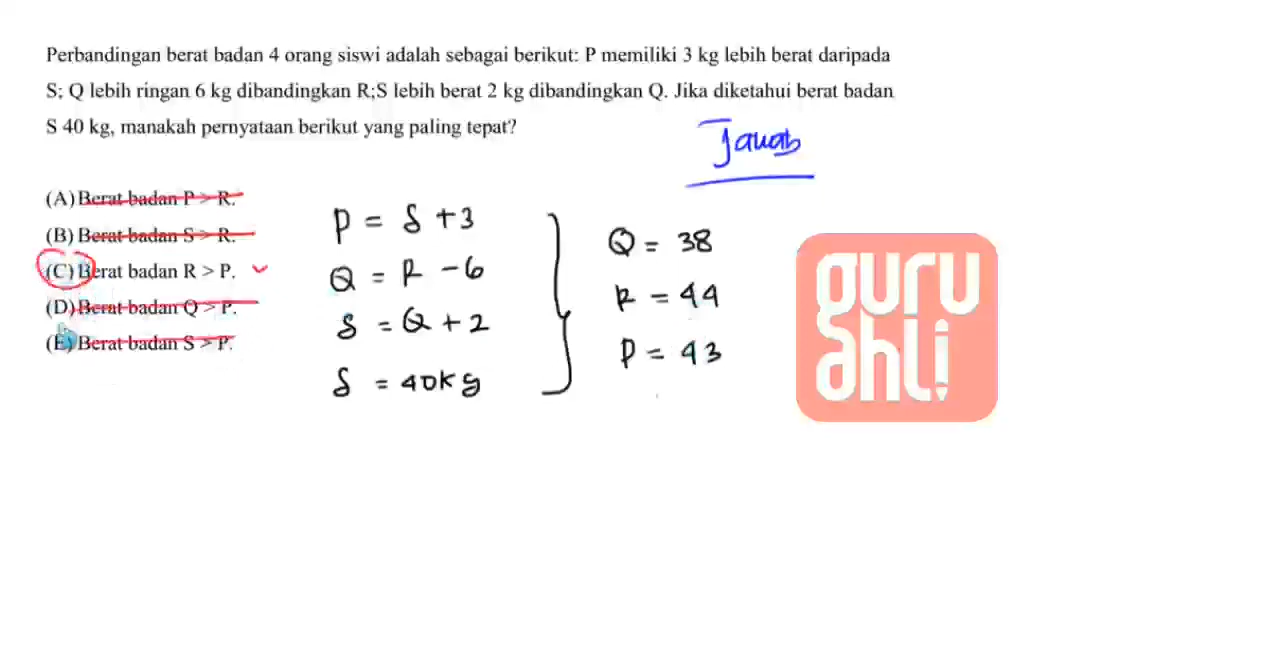 Perbandingan berat badan 4 orang siswi adalah sebagai berikut: P memiliki 3 kg lebih berat daripada
S; Q lebih ringan 6 kg dibandingkan R;S lebih berat 2 kg dibandingkan Q. Jika diketahui berat badan
S 40 kg, manakah pernyataan berikut yang paling tepat?
Jawab
(A) Berat badan P > R.
(B) Berat badan S > R.
(C) Berat badan R > P.
(D) Berat badan Q > P.
(E) Berat badan S > P.
P = S + 3
Q = R - 6
S = Q + 2
S = 40kg
Q = 38
R = 44
P = 43
guru
ahli